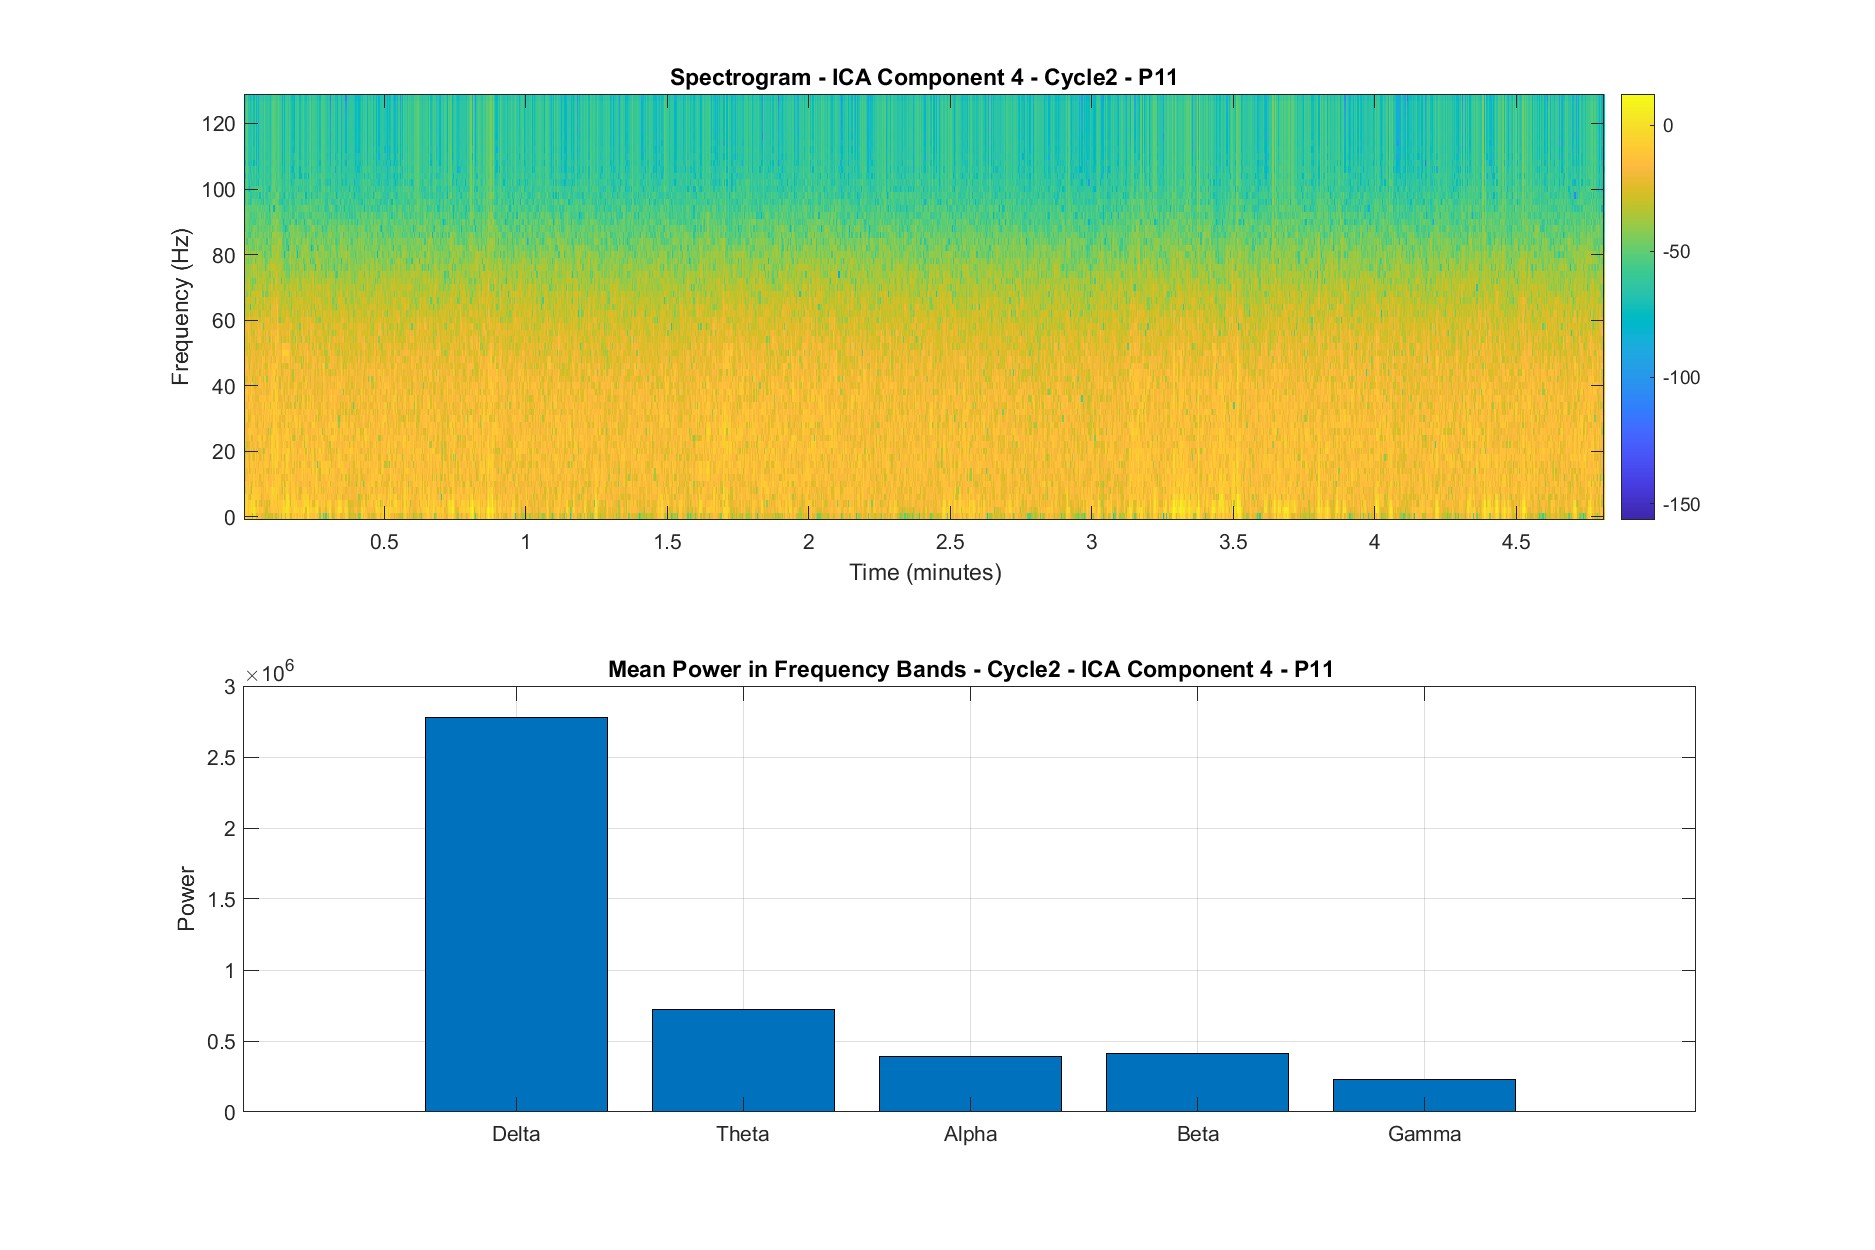 Spectrogram - ICA Component 4 - Cycle2 - P11
120
100
80
60
40
20
0
Frequency (Hz)
0.5 1 1.5 2 2.5 3 3.5 4 4.5
Time (minutes)
0
-50
-100
-150
Mean Power in Frequency Bands - Cycle2 - ICA Component 4 - P11
×10⁶
3
2.5
2
1.5
1
0.5
0
Power
Delta Theta Alpha Beta Gamma